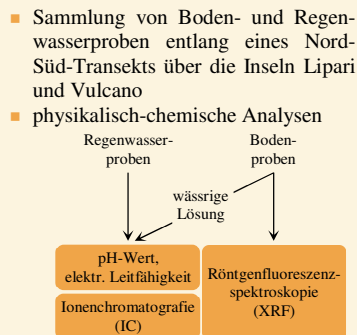 Sammlung von Boden- und Regen-
wasserproben entlang eines Nord-
Süd-Transekts über die Inseln Lipari
und Vulcano
physikalisch-chemische Analysen
Regenwasser-
proben
Boden-
proben
wässrige
Lösung
pH-Wert,
elektr. Leitfähigkeit
Ionenchromatografie
(IC)
Röntgenfluoreszenz-
spektroskopie
(XRF)